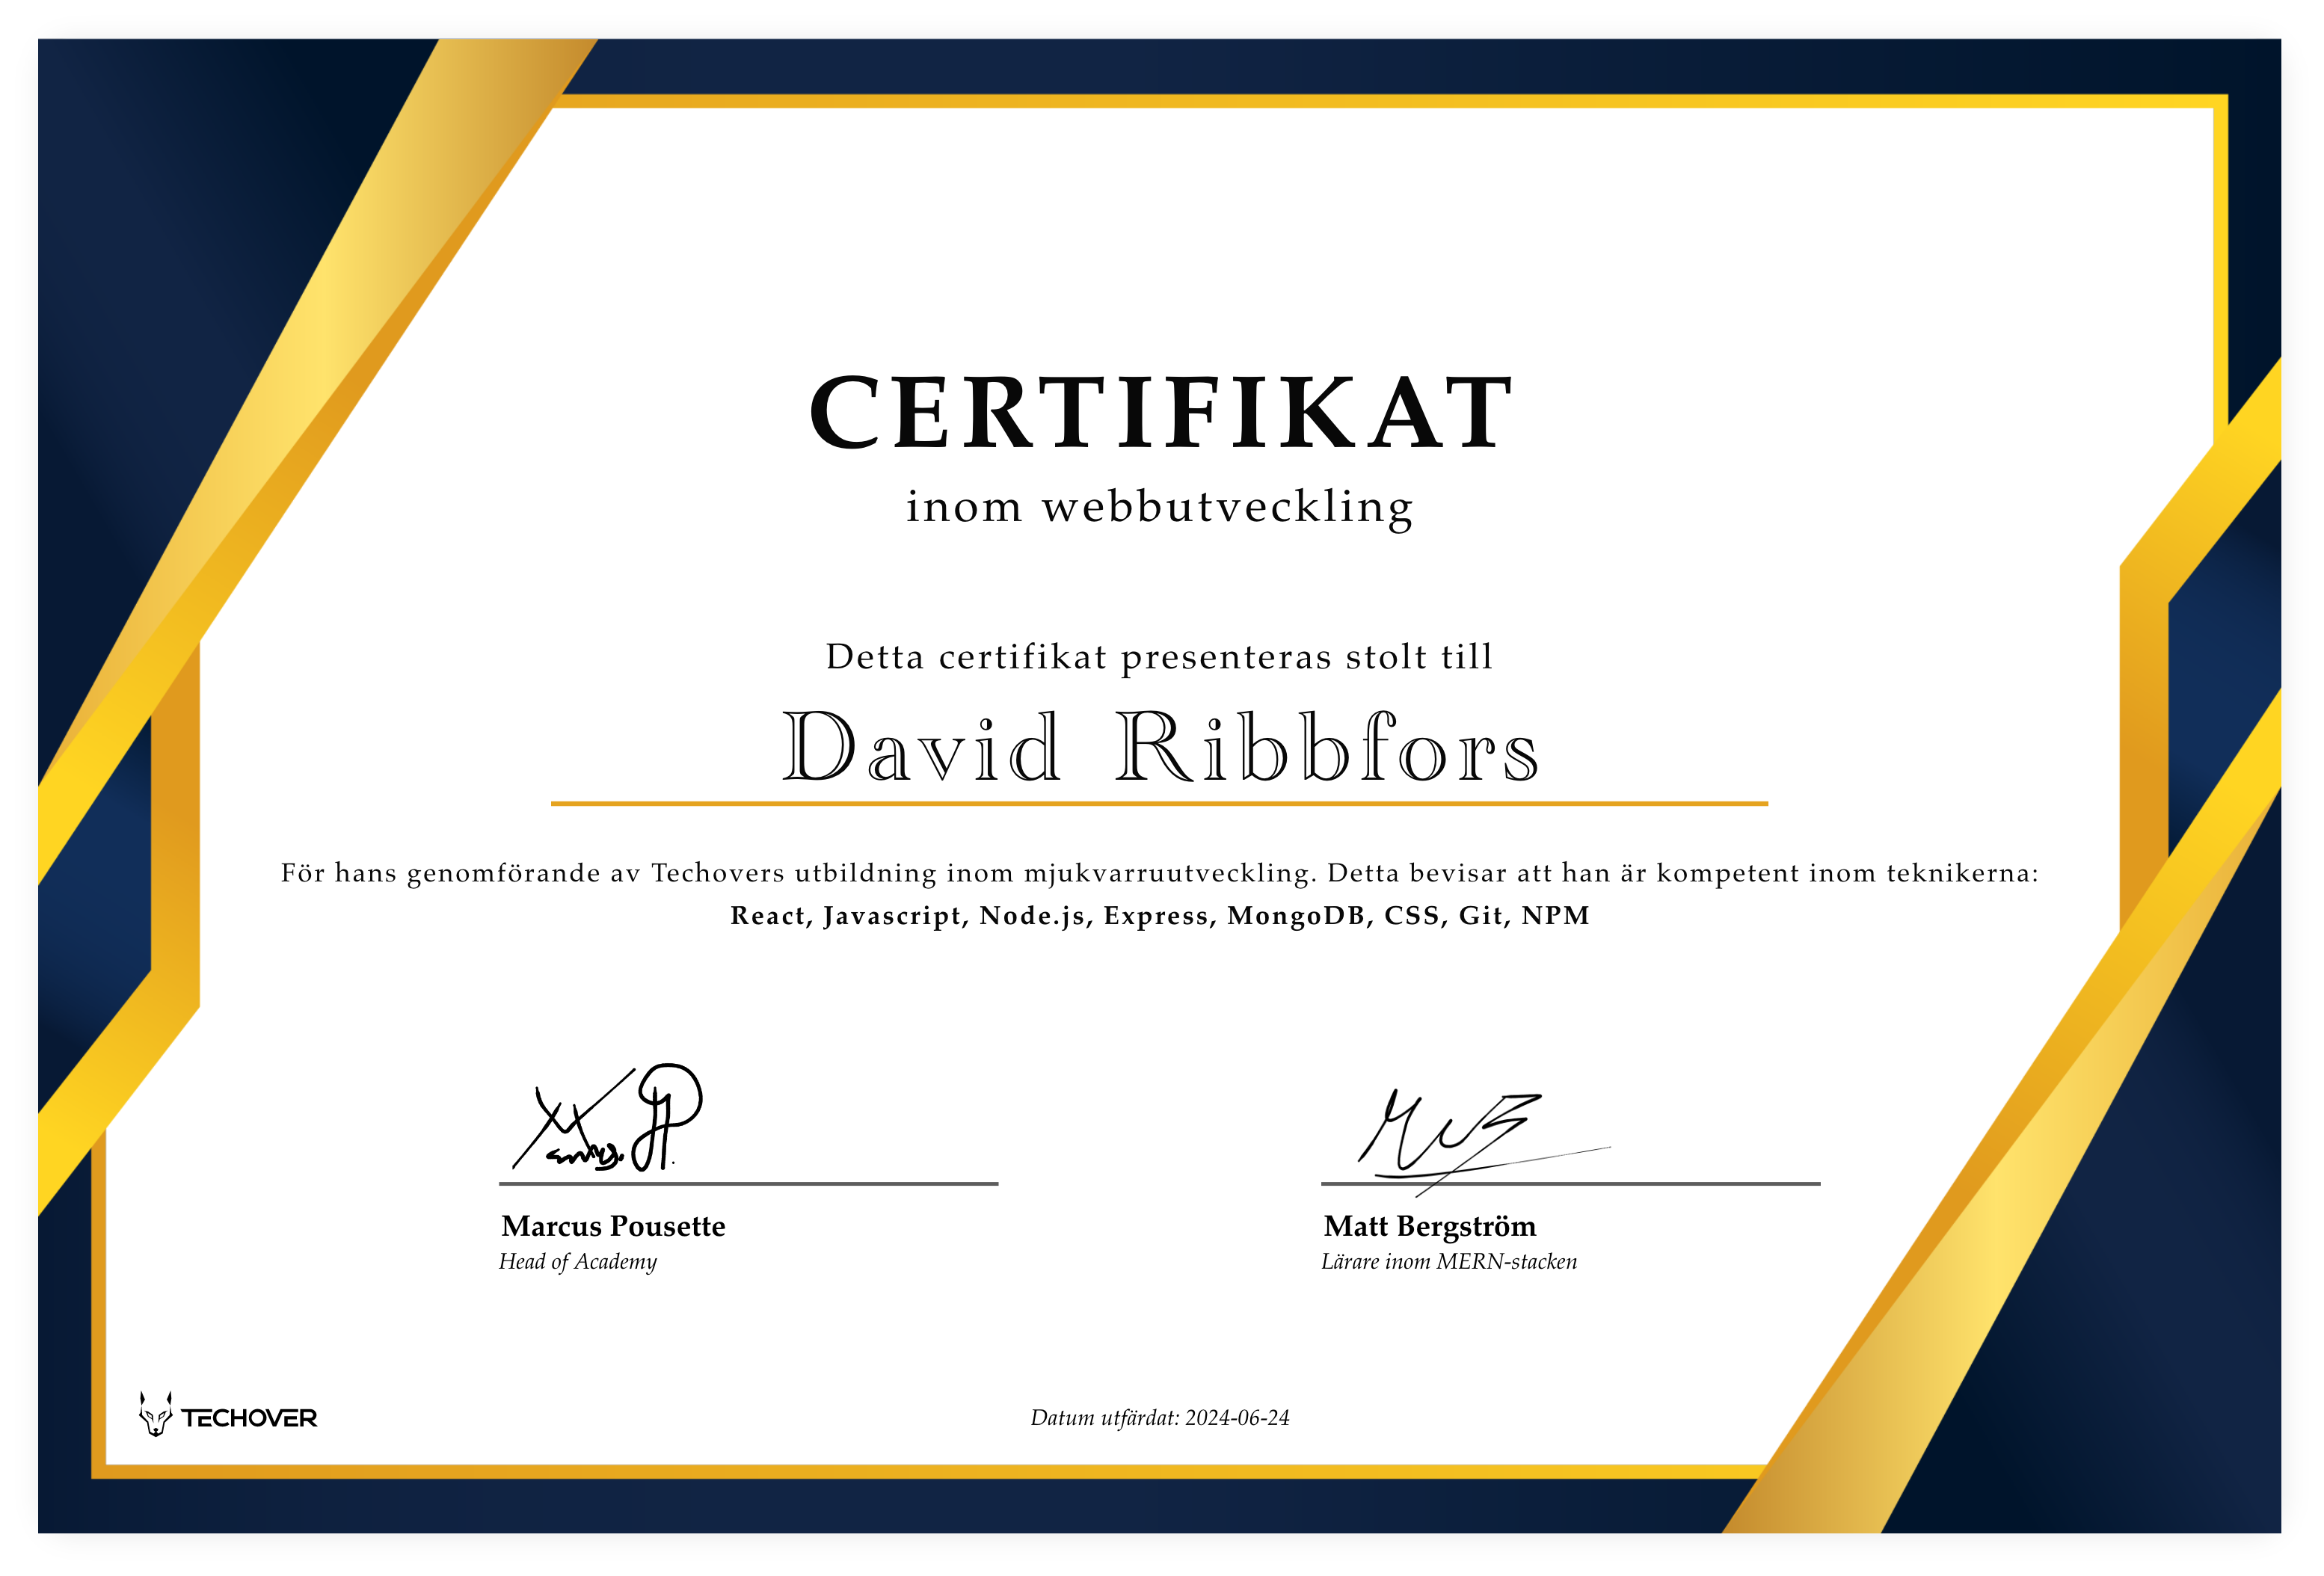 CERTIFIKAT
inom webbutveckling
Detta certifikat presenteras stolt till
David Ribbfors
För hans genomförande av Techovers utbildning inom mjukvarruutveckling. Detta bevisar att han är kompetent inom teknikerna:
React, Javascript, Node.js, Express, MongoDB, CSS, Git, NPM
Marcus Pousette
Head of Academy
Matt Bergström
Lärare inom MERN-stacken
TECHOVER
Datum utfärdat: 2024-06-24